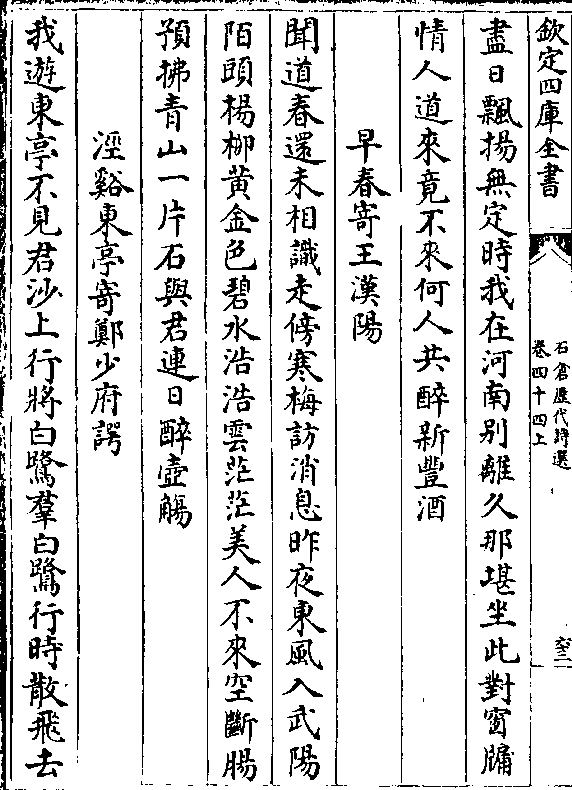 欽定四庫全書
石倉歷代詩選
卷四十四上
盡日飄揚無定時我在河南别離久那堪坐此對窗牖
情人道來竟不來何人共醉新豐酒
早春寄王漢陽
聞道春還未相識走傍寒梅訪消息昨夜東風入武陽
陌頭楊柳黄金色碧水浩浩雲茫茫美人不來空斷腸
預拂青山一片石與君連日醉壺觴
涇谿東亭寄鄭少府諤
我遊東亭不見君沙上行將白鷺羣白鷺行時散飛去